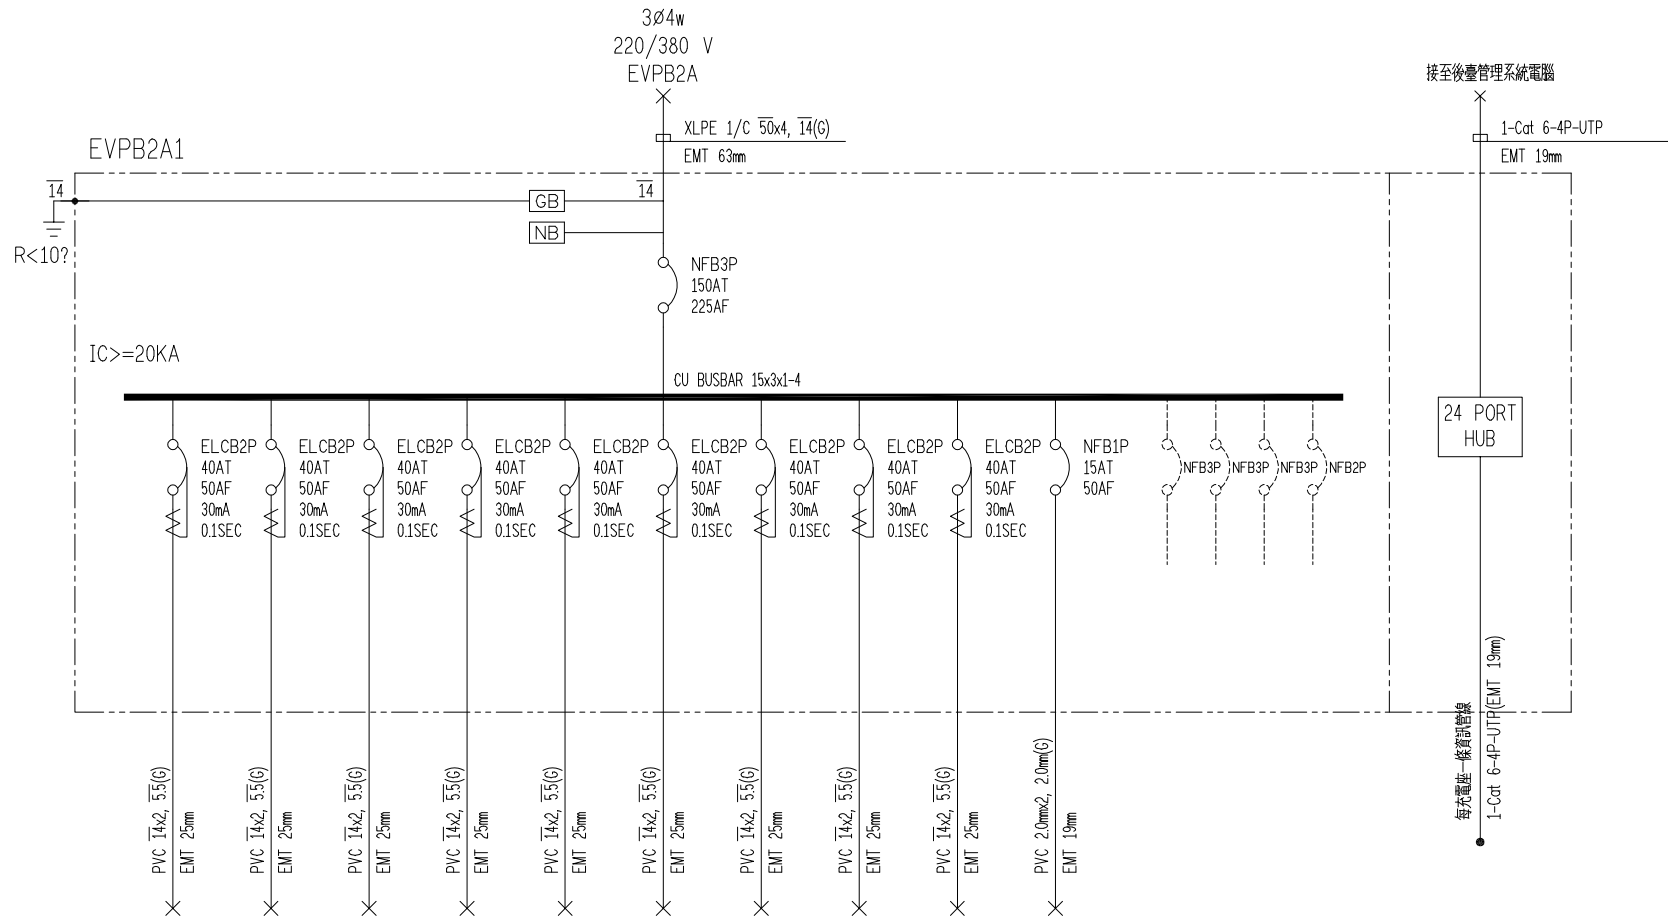 3Ø4w
220/380 V
EVPB2A
接至後臺管理系統電腦
XLPE 1/C 50x4, 14(G)
EMT 63mm
1-Cat 6-4P-UTP
EMT 19mm
EVPB2A1
14
14
GB
NB
R<10?
NFB3P
150AT
225AF
IC>=20KA
CU BUSBAR 15x3x1-4
24 PORT
HUB
ELCB2P
40AT
50AF
30mA
0.1SEC
ELCB2P
40AT
50AF
30mA
0.1SEC
ELCB2P
40AT
50AF
30mA
0.1SEC
ELCB2P
40AT
50AF
30mA
0.1SEC
ELCB2P
40AT
50AF
30mA
0.1SEC
ELCB2P
40AT
50AF
30mA
0.1SEC
ELCB2P
40AT
50AF
30mA
0.1SEC
ELCB2P
40AT
50AF
30mA
0.1SEC
ELCB2P
40AT
50AF
30mA
0.1SEC
NFB1P
15AT
50AF
NFB3P
NFB3P
NFB3P
NFB2P
PVC 14x2, 5.5(G)
EMT 25mm
PVC 14x2, 5.5(G)
EMT 25mm
PVC 14x2, 5.5(G)
EMT 25mm
PVC 14x2, 5.5(G)
EMT 25mm
PVC 14x2, 5.5(G)
EMT 25mm
PVC 14x2, 5.5(G)
EMT 25mm
PVC 14x2, 5.5(G)
EMT 25mm
PVC 14x2, 5.5(G)
EMT 25mm
PVC 14x2, 5.5(G)
EMT 25mm
PVC 2.0mmx2, 2.0mm(G)
EMT 19mm
每充電座一條資訊管線
1-Cat 6-4P-UTP(EMT 19mm)